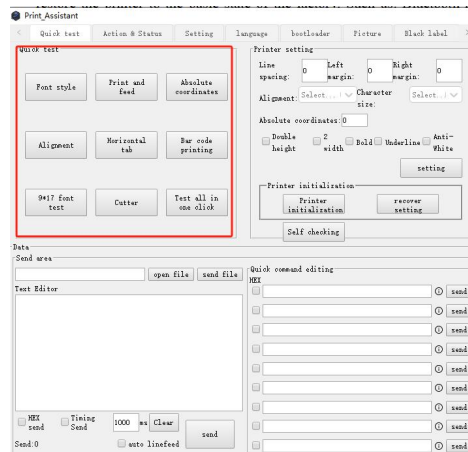 Print_Assistant
Quick test
Action & Status
Setting
language
bootloader
Picture
Black label
Quick test
Font style
Print and feed
Absolute coordinates
Alignment
Horizontal tab
Bar code printing
9*17 font test
Cutter
Test all in one click
Printer setting
Line spacing:
0
Left margin:
0
Right margin:
0
Alignment:
Select...
Character size:
Select...
Absolute coordinates:
0
Double height
2 width
Bold
Underline
Anti-White
setting
Printer initialization
Printer initialization
recover setting
Self checking
Data
Send area
open file
send file
Text Editor
HEX send
Timing Send
1000
ms
Clear
send
Send:0
auto linefeed
Quick command editing
HEX
send
send
send
send
send
send
send
send
send